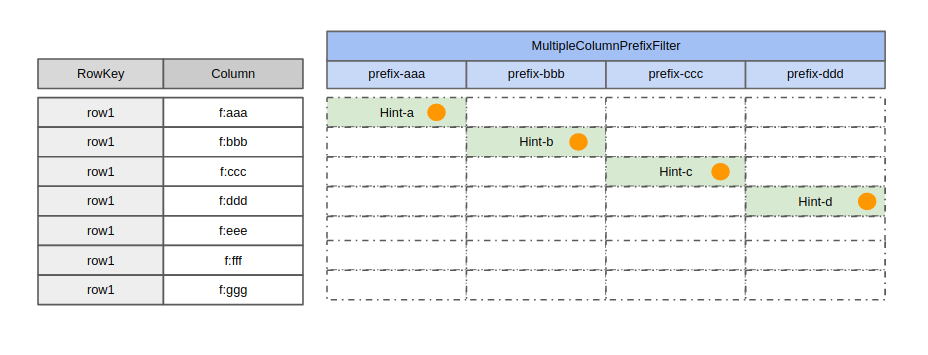 MultipleColumnPrefixFilter
RowKey Column prefix-aaa prefix-bbb prefix-ccc prefix-ddd
row1 f:aaa Hint-a
row1 f:bbb Hint-b
row1 f:ccc Hint-c
row1 f:ddd Hint-d
row1 f:eee
row1 f:fff
row1 f:ggg